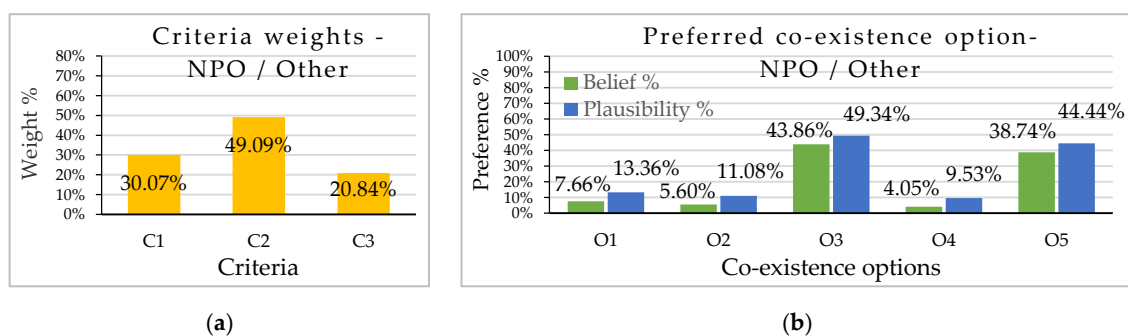 Criteria weights -
NPO / Other
Weight %
80%
70%
60%
50%
40%
30%
20%
10%
0%
30.07%
49.09%
20.84%
C1 C2 C3
Criteria
(a)
Preferred co-existence option-
NPO / Other
Preference %
100%
90%
80%
70%
60%
50%
40%
30%
20%
10%
0%
Belief %
Plausibility %
7.66% 13.36% 5.60% 11.08% 43.86% 49.34% 4.05% 9.53% 38.74% 44.44%
O1 O2 O3 O4 O5
Co-existence options
(b)